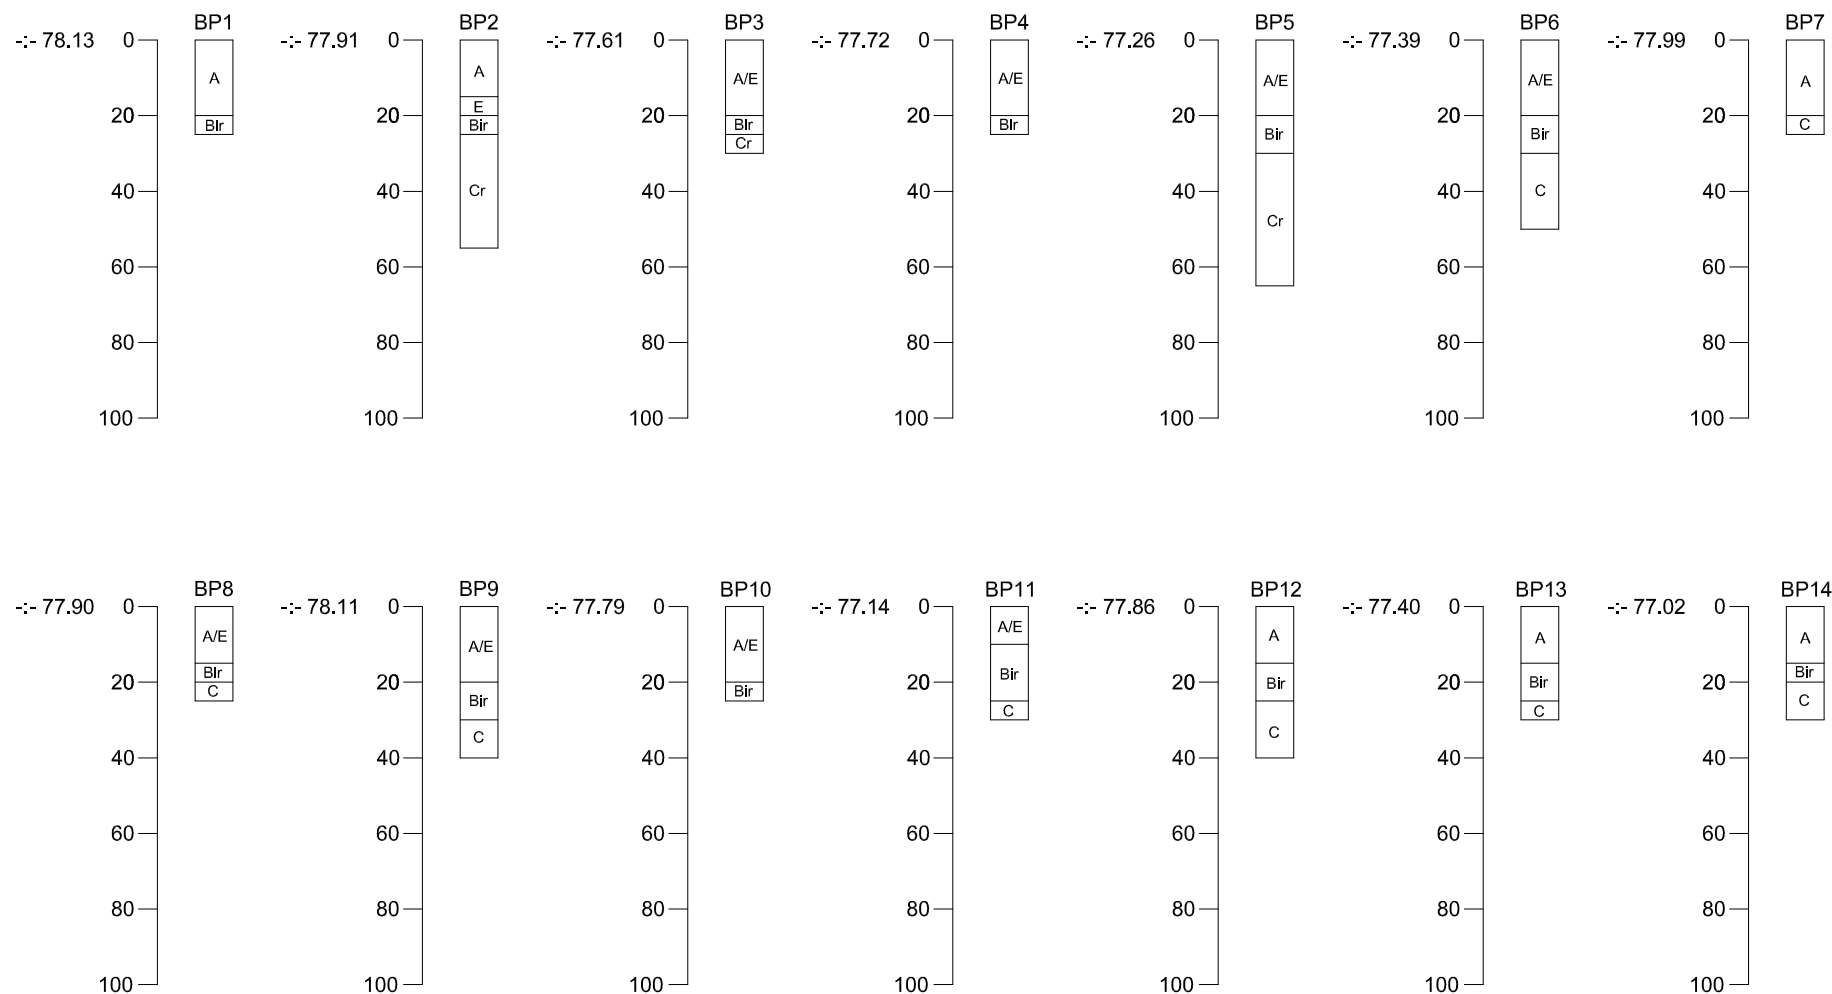 BP1 BP2 BP3 BP4 BP5 BP6 BP7
-:- 78.13 0 -:- 77.91 0 -:- 77.61 0 -:- 77.72 0 -:- 77.26 0 -:- 77.39 0 -:- 77.99 0
A A A/E A/E A/E A/E A
E
20 20 20 20 20 20 20
BIr Bir BIr BIr Bir Bir C
Cr
40 Cr 40 40 40 40 C 40
Cr
60 60 60 60 60 60 60
80 80 80 80 80 80 80
100 100 100 100 100 100 100
BP8 BP9 BP10 BP11 BP12 BP13 BP14
-:- 77.90 0 -:- 78.11 0 -:- 77.79 0 -:- 77.14 0 -:- 77.86 0 -:- 77.40 0 -:- 77.02 0
A/E A/E A/E A/E A A A
BIr Bir Bir Bir Bir
20 20 20 20 20 20 20
C Bir Bir C C C C
40 C 40 40 40 40 40 40
60 60 60 60 60 60 60
80 80 80 80 80 80 80
100 100 100 100 100 100 100